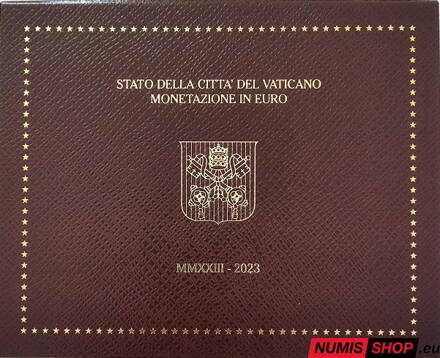 STATO DELLA CITTA' DEL VATICANO
MONETAZIONE IN EURO
MMXXIII - 2023
NUMIS SHOP.eu